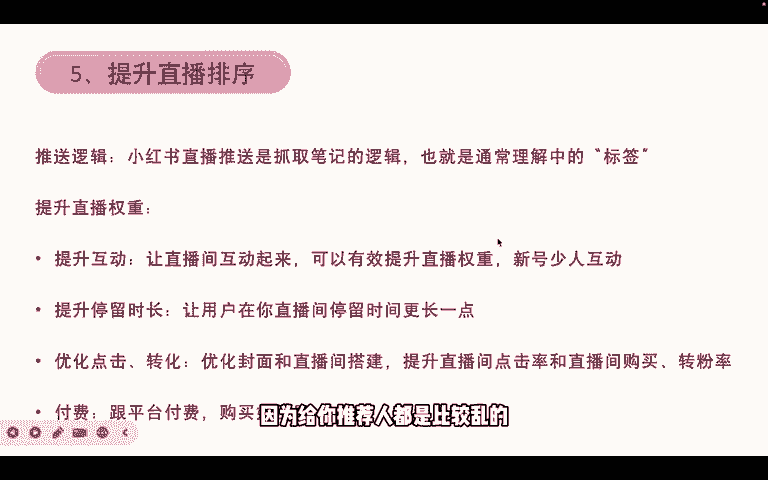 5、提升直播排序
推送逻辑：小红书直播推送是抓取笔记的逻辑，也就是通常理解中的“标签”
提升直播权重：
• 提升互动：让直播间互动起来，可以有效提升直播权重，新号少人互动
• 提升停留时长：让用户在你直播间停留时间更长一点
• 优化点击、转化：优化封面和直播间搭建，提升直播间点击率和直播间购买、转粉率
• 付费：跟平台付费，购买
因为给你推荐人都是比较乱的